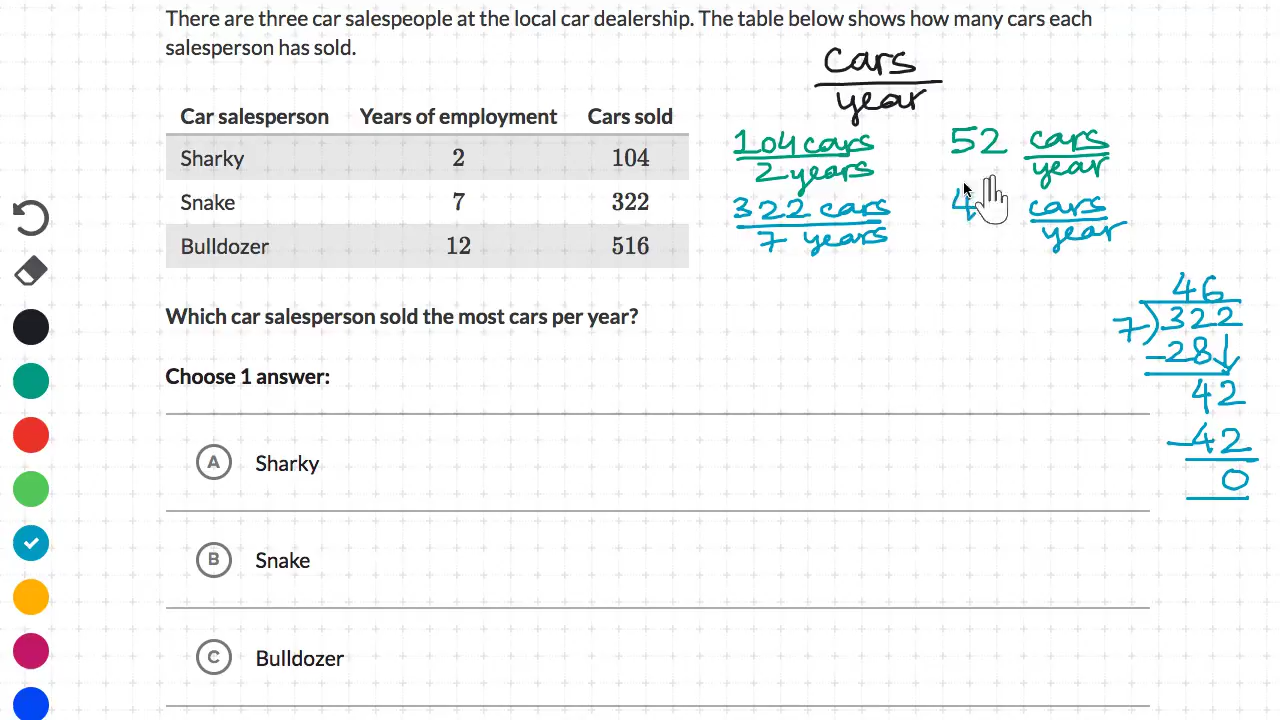 There are three car salespeople at the local car dealership. The table below shows how many cars each
salesperson has sold.
cars
year
Car salesperson Years of employment Cars sold
Sharky 2 104
Snake 7 322
Bulldozer 12 516
104 cars
2 years
52 cars
year
322 cars
7 years
4 cars
year
46
7 322
-28↓
42
-42
0
Which car salesperson sold the most cars per year?
Choose 1 answer:
A Sharky
B Snake
C Bulldozer